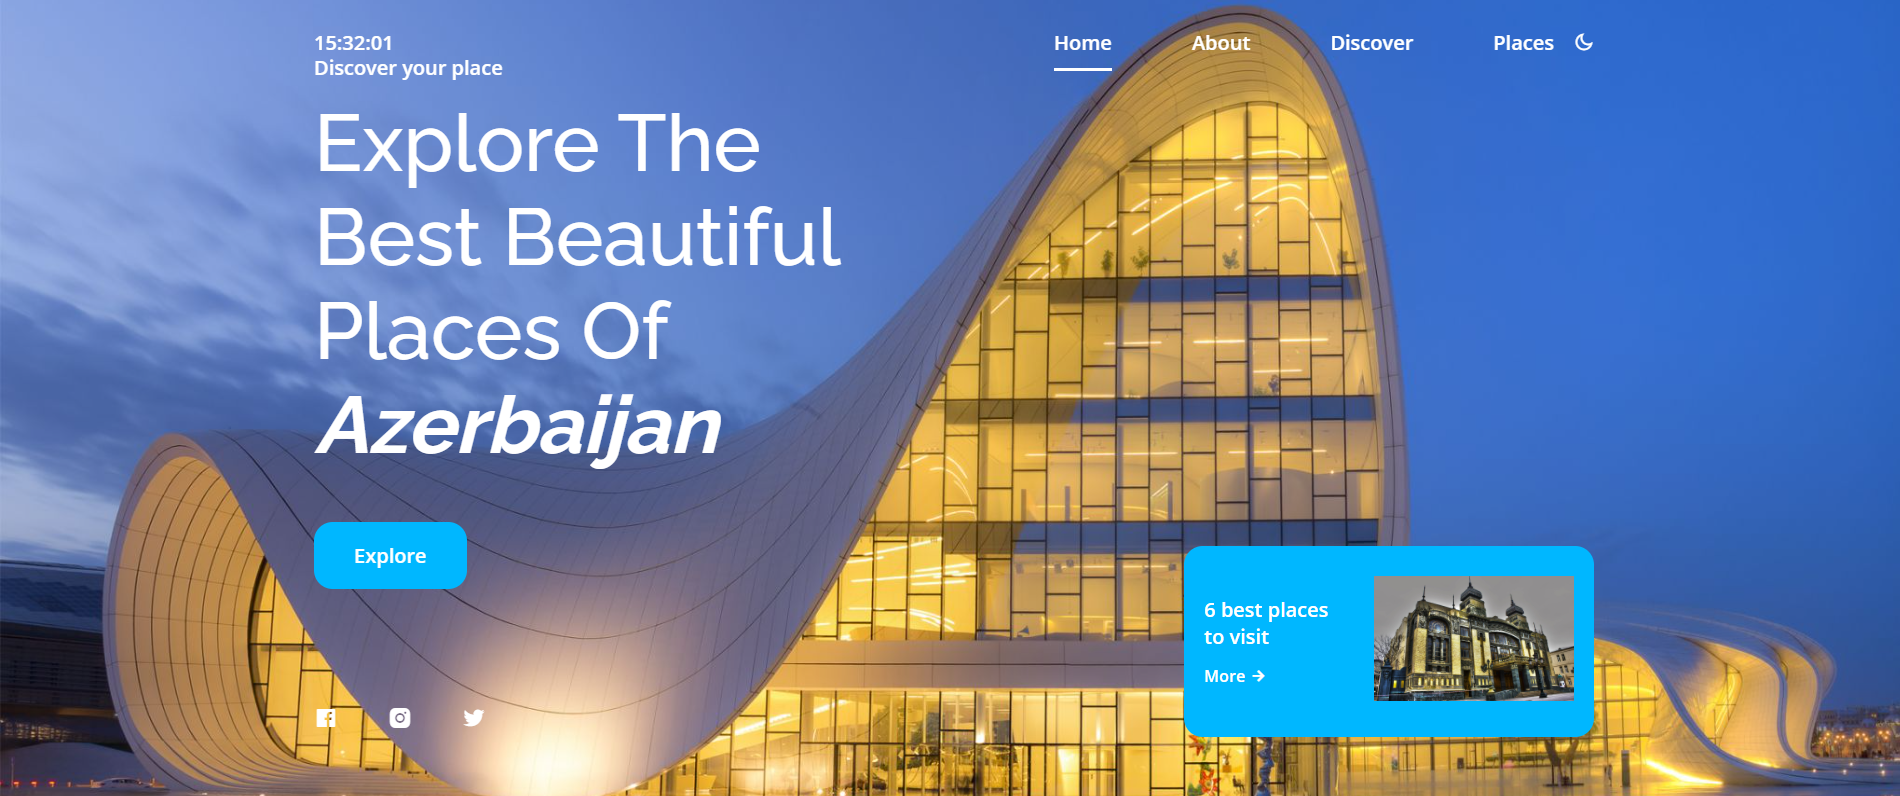 15:32:01
Discover your place
Home About Discover Places
Explore The
Best Beautiful
Places Of
Azerbaijan
Explore
6 best places
to visit
More →